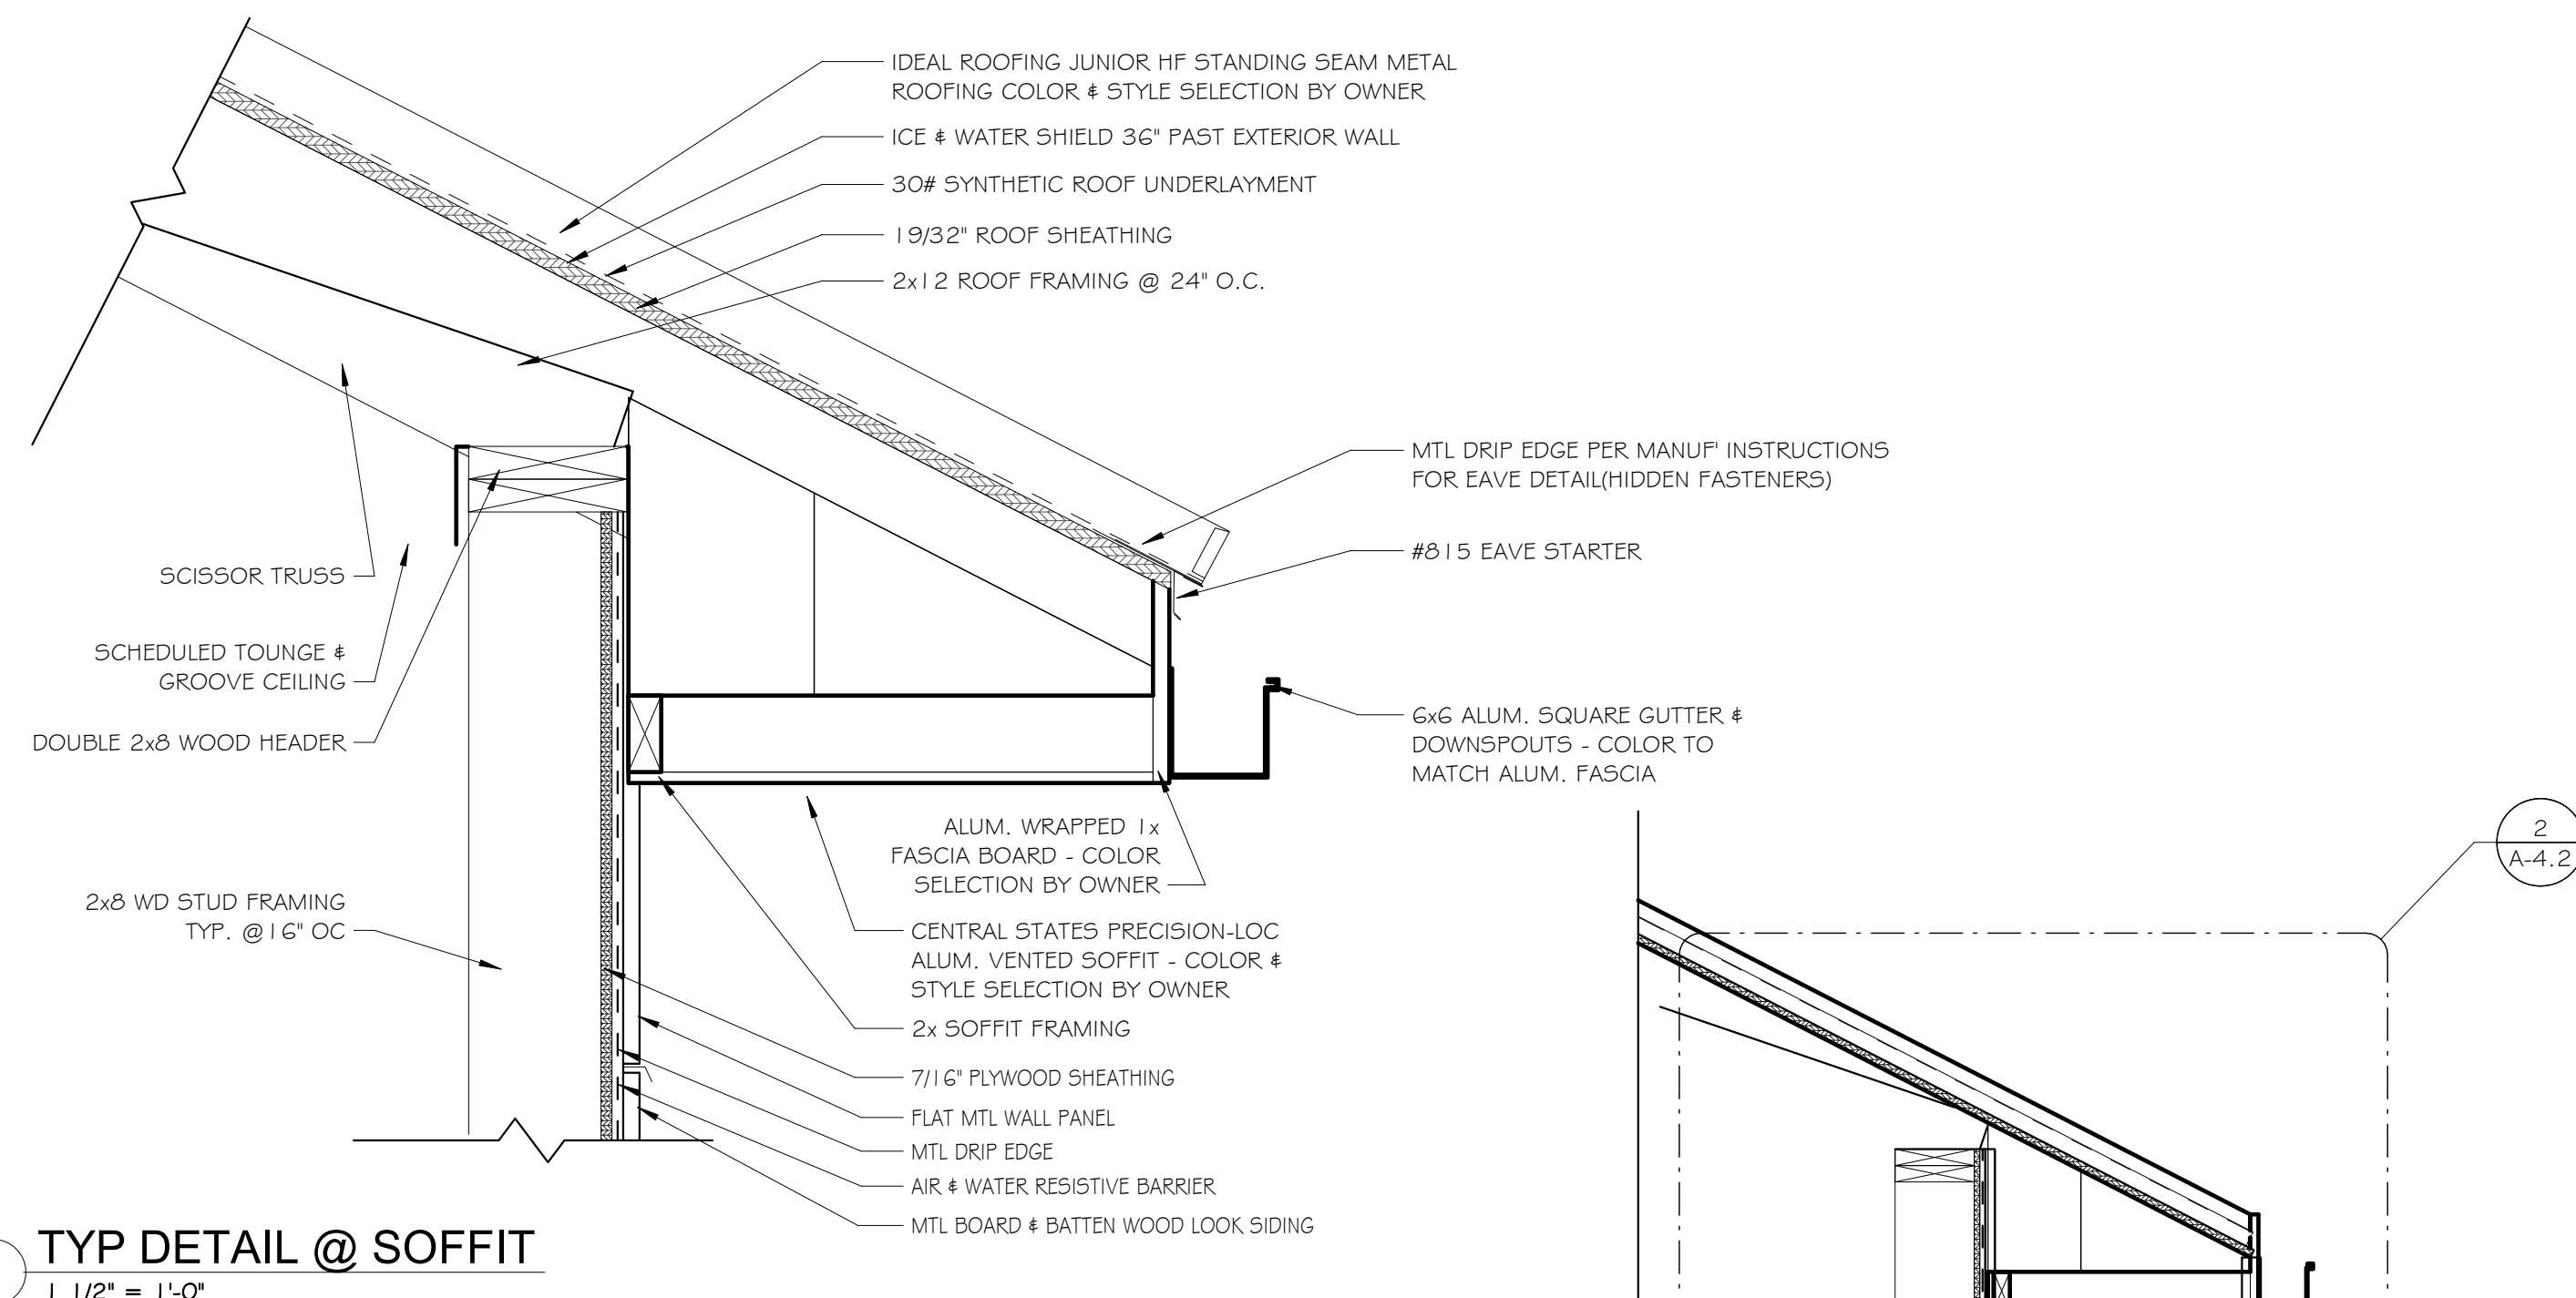 IDEAL ROOFING JUNIOR HF STANDING SEAM METAL
ROOFING COLOR & STYLE SELECTION BY OWNER
ICE & WATER SHIELD 36" PAST EXTERIOR WALL
30# SYNTHETIC ROOF UNDERLAYMENT
19/32" ROOF SHEATHING
2x12 ROOF FRAMING @ 24" O.C.
MTL DRIP EDGE PER MANUF' INSTRUCTIONS
FOR EAVE DETAIL(HIDDEN FASTENERS)
#815 EAVE STARTER
SCISSOR TRUSS
SCHEDULED TOUNGE &
GROOVE CEILING
DOUBLE 2x8 WOOD HEADER
6x6 ALUM. SQUARE GUTTER &
DOWNSPOUTS - COLOR TO
MATCH ALUM. FASCIA
2x8 WD STUD FRAMING
TYP. @16" OC
ALUM. WRAPPED 1x
FASCIA BOARD - COLOR
SELECTION BY OWNER
CENTRAL STATES PRECISION-LOC
ALUM. VENTED SOFFIT - COLOR &
STYLE SELECTION BY OWNER
2x SOFFIT FRAMING
7/16" PLYWOOD SHEATHING
FLAT MTL WALL PANEL
MTL DRIP EDGE
AIR & WATER RESISTIVE BARRIER
MTL BOARD & BATTEN WOOD LOOK SIDING
2
A-4.2
TYP DETAIL @ SOFFIT
1 1/2" = 1'-0"